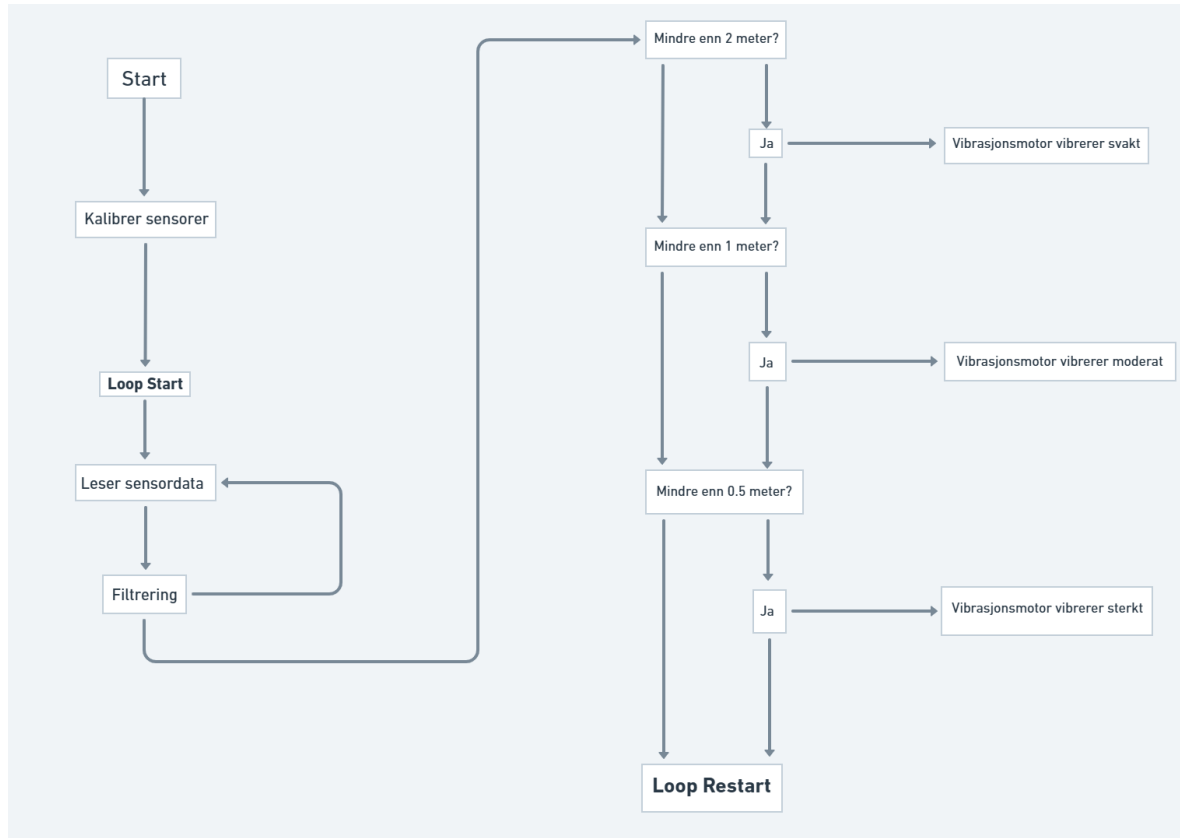 Start
Kalibrer sensorer
Loop Start
Leser sensordata
Filtrering
Mindre enn 2 meter?
Ja
Vibrasjonsmotor vibrerer svakt
Mindre enn 1 meter?
Ja
Vibrasjonsmotor vibrerer moderat
Mindre enn 0.5 meter?
Ja
Vibrasjonsmotor vibrerer sterkt
Loop Restart